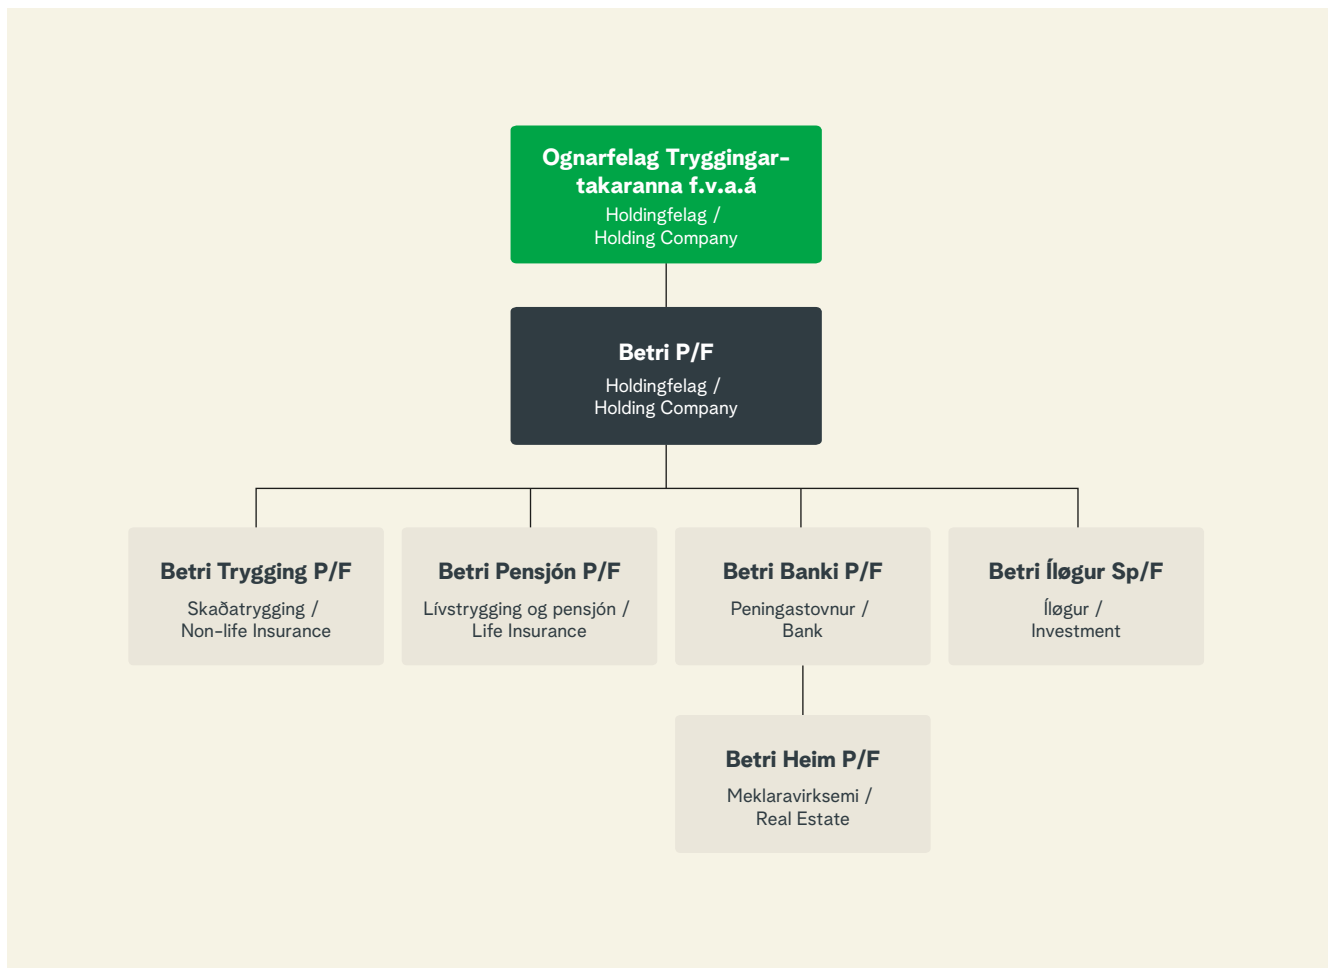 Ognarfelag Tryggingar-
takaranna f.v.a.á
Holdingfelag /
Holding Company
Betri P/F
Holdingfelag /
Holding Company
Betri Trygging P/F
Skaðatrygging /
Non-life Insurance
Betri Pensjón P/F
Lívstrygging og pensjón /
Life Insurance
Betri Banki P/F
Peningastovnur /
Bank
Betri Íløgur Sp/F
Íløgur /
Investment
Betri Heim P/F
Meklaravirksemi /
Real Estate